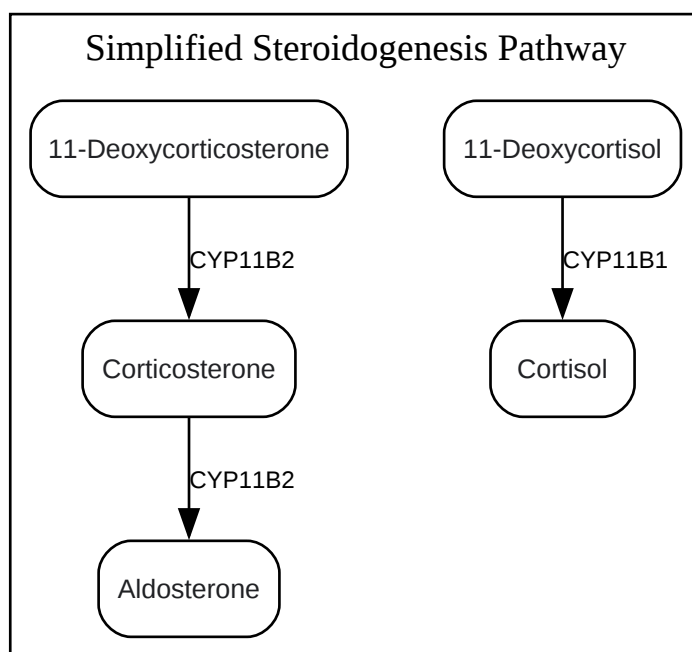 Simplified Steroidogenesis Pathway
11-Deoxycorticosterone
11-Deoxycortisol
CYP11B2
CYP11B1
Corticosterone
Cortisol
CYP11B2
Aldosterone